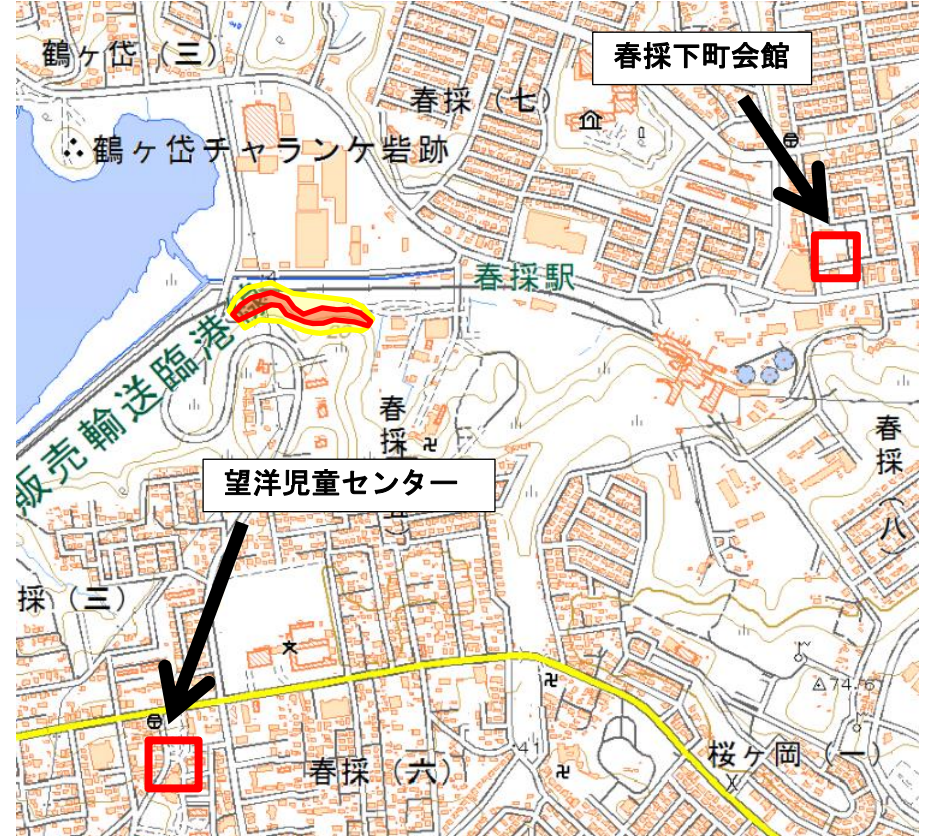 鶴ヶ岱（三）
春採下町会館
春採（七）
鶴ヶ岱チャランケ砦跡
春採駅
販売輸送臨港線
春採
春採（八）
望洋児童センター
採（三）
74.6
41
春採（六）
桜ヶ岡（一）